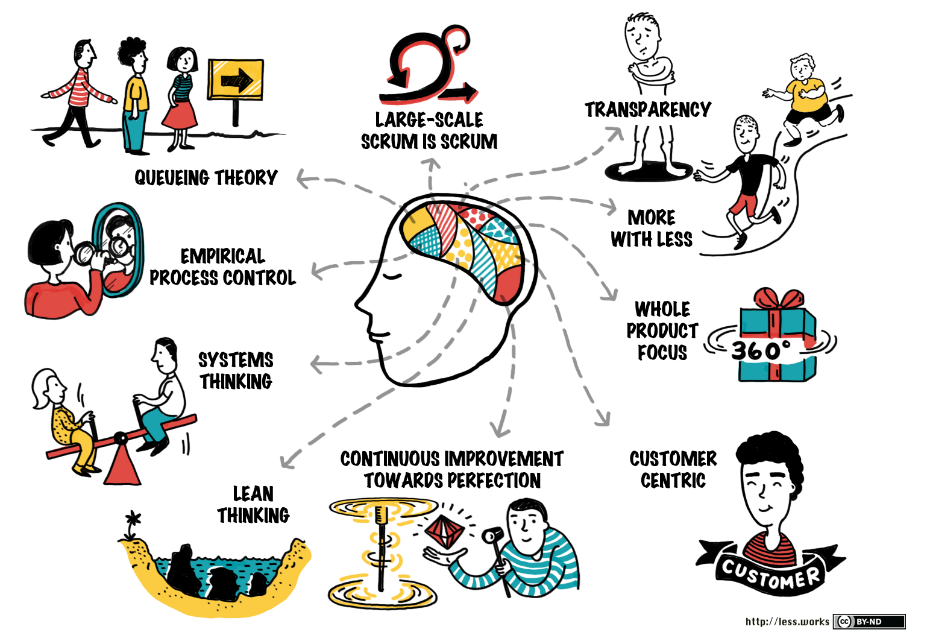 LARGE-SCALE
SCRUM IS SCRUM
TRANSPARENCY
QUEUEING THEORY
MORE
WITH LESS
EMPIRICAL
PROCESS CONTROL
WHOLE
PRODUCT
FOCUS
360°
SYSTEMS
THINKING
CONTINUOUS IMPROVEMENT
TOWARDS PERFECTION
CUSTOMER
CENTRIC
LEAN
THINKING
CUSTOMER
http://less.works
cc BY-ND